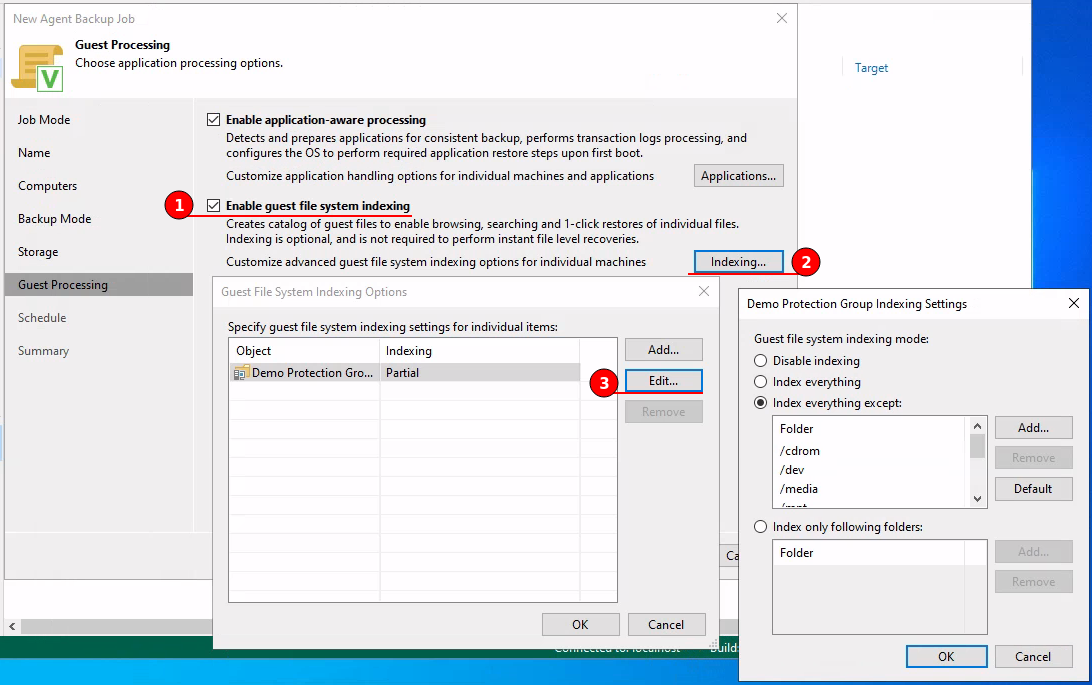 New Agent Backup Job
Guest Processing
Choose application processing options.
Target
Job Mode
Name
Computers
Backup Mode
Storage
Guest Processing
Schedule
Summary
Enable application-aware processing
Detects and prepares applications for consistent backup, performs transaction logs processing, and
configures the OS to perform required application restore steps upon first boot.
Customize application handling options for individual machines and applications
Applications...
1
Enable guest file system indexing
Creates catalog of guest files to enable browsing, searching and 1-click restores of individual files.
Indexing is optional, and is not required to perform instant file level recoveries.
Customize advanced guest file system indexing options for individual machines
Indexing...
2
Guest File System Indexing Options
Specify guest file system indexing settings for individual items:
Object
Indexing
Demo Protection Gro...
Partial
Add...
3
Edit...
Remove
OK
Cancel
Ca
Connected to: localhost
Build:
Demo Protection Group Indexing Settings
Guest file system indexing mode:
Disable indexing
Index everything
Index everything except:
Folder
/cdrom
/dev
/media
/mnt
Add...
Remove
Default
Index only following folders:
Folder
Add...
Remove
OK
Cancel
V